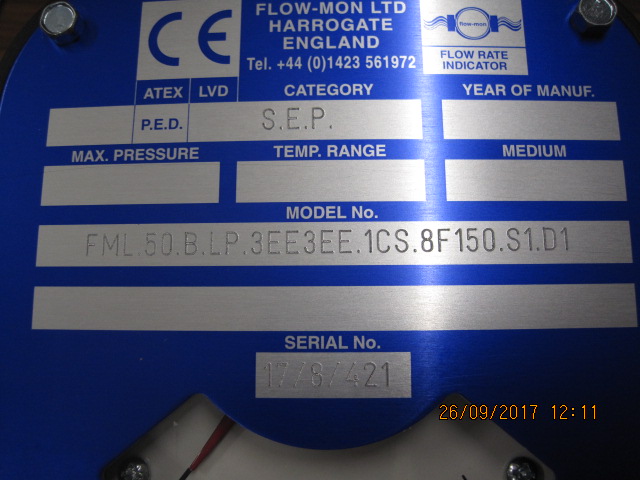 CE
FLOW-MON LTD
HARROGATE
ENGLAND
Tel. +44 (0)1423 561972
flow-mon
FLOW RATE
INDICATOR
ATEX LVD CATEGORY YEAR OF MANUF.
P.E.D. S.E.P.
MAX. PRESSURE TEMP. RANGE MEDIUM
MODEL No.
FML.50.B.LP.3EE3EE.1CS.8F150.S1.D1
SERIAL No.
17/8/421
26/09/2017 12:11